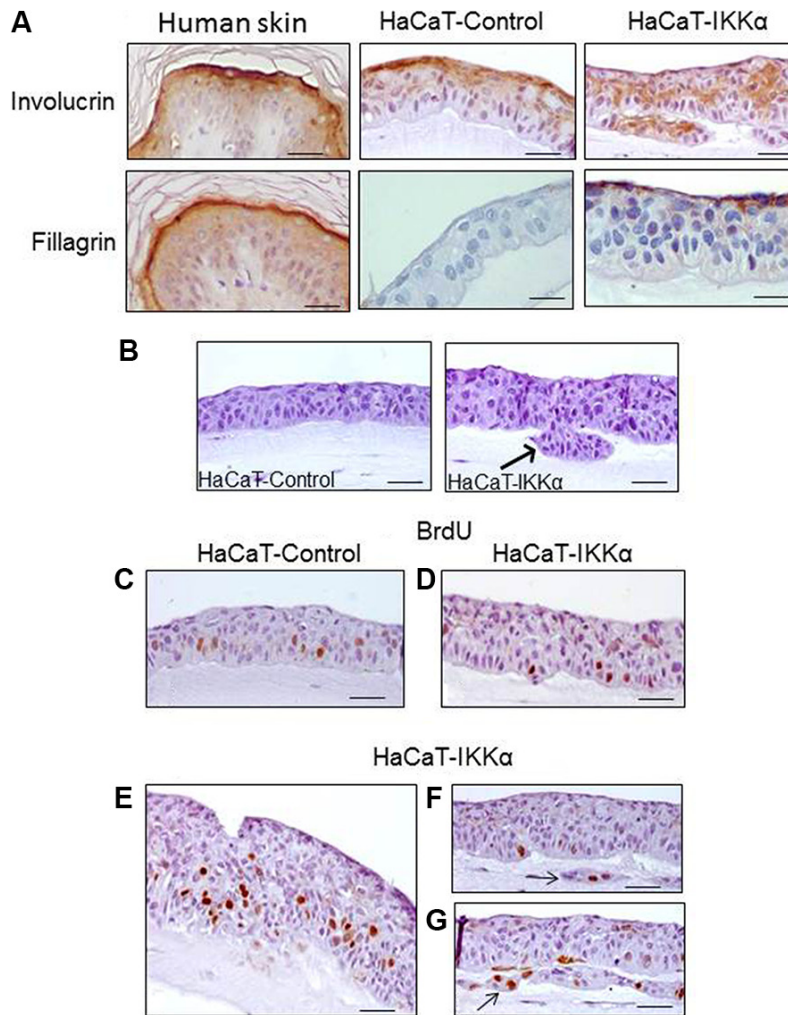 A
Human skin HaCaT-Control HaCaT-IKKα
Involucrin
Fillagrin
B
HaCaT-Control
HaCaT-IKKα
BrdU
HaCaT-Control HaCaT-IKKα
C D
HaCaT-IKKα
E F
G